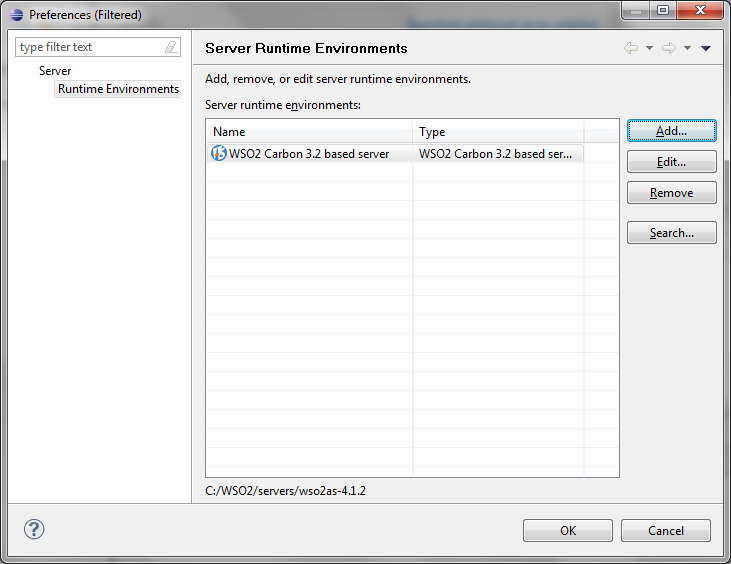 Preferences (Filtered)
type filter text
Server
Runtime Environments
Server Runtime Environments
Add, remove, or edit server runtime environments.
Server runtime environments:
Name Type
WSO2 Carbon 3.2 based server WSO2 Carbon 3.2 based ser...
Add...
Edit...
Remove
Search...
C:/WSO2/servers/wso2as-4.1.2
OK Cancel